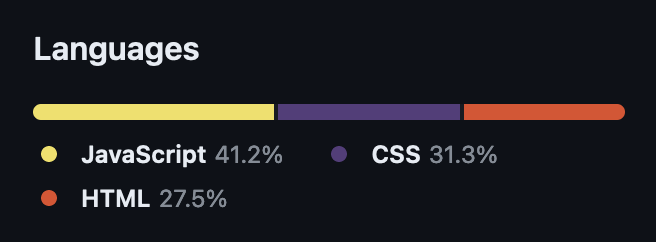 Languages
JavaScript 41.2% CSS 31.3%
HTML 27.5%